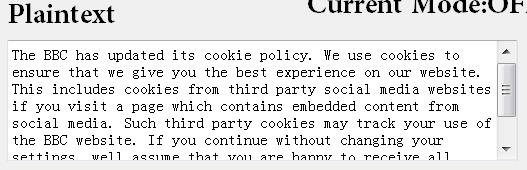 Plaintext
Current Mode:OF
The BBC has updated its cookie policy. We use cookies to
ensure that we give you the best experience on our website.
This includes cookies from third party social media websites
if you visit a page which contains embedded content from
social media. Such third party cookies may track your use of
the BBC website. If you continue without changing your
settings, well assume that you are happy to receive all